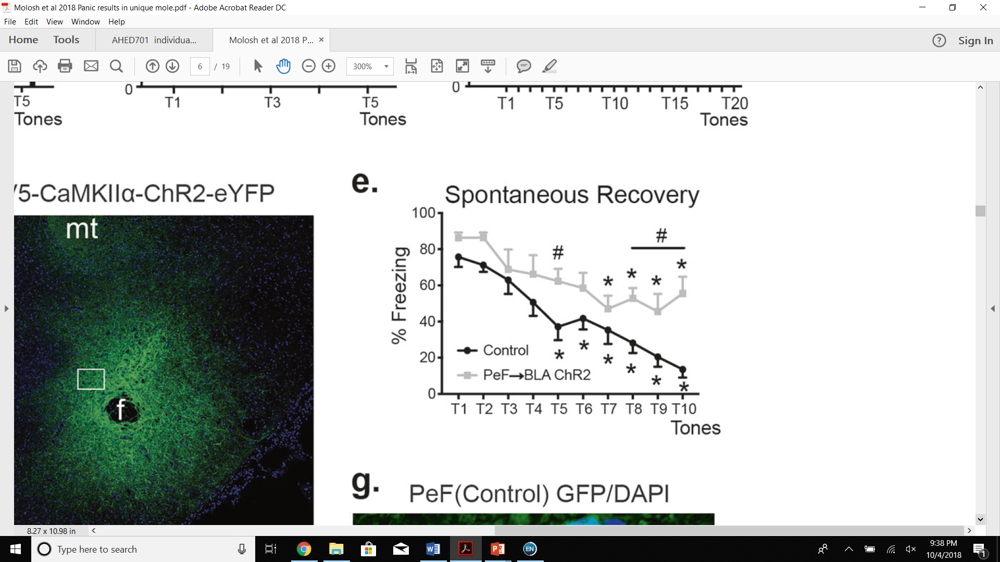 Molosh et al 2018 Panic results in unique mole.pdf - Adobe Acrobat Reader DC
File Edit View Window Help
Home Tools AHED701 individua... Molosh et al 2018 P... × ? Sign In
6 / 19 300%
T5
Tones
0
T1 T3 T5
Tones
0
T1 T5 T10 T15 T20
Tones
5-CaMKIIα-ChR2-eYFP
mt
f
e.
Spontaneous Recovery
100
80
60
40
20
0
% Freezing
#
#
* * * *
* * * * * *
Control
PeF→BLA ChR2
T1 T2 T3 T4 T5 T6 T7 T8 T9 T10
Tones
g.
PeF(Control) GFP/DAPI
8.27 x 10.98 in
Type here to search
EN
9:38 PM
10/4/2018
1